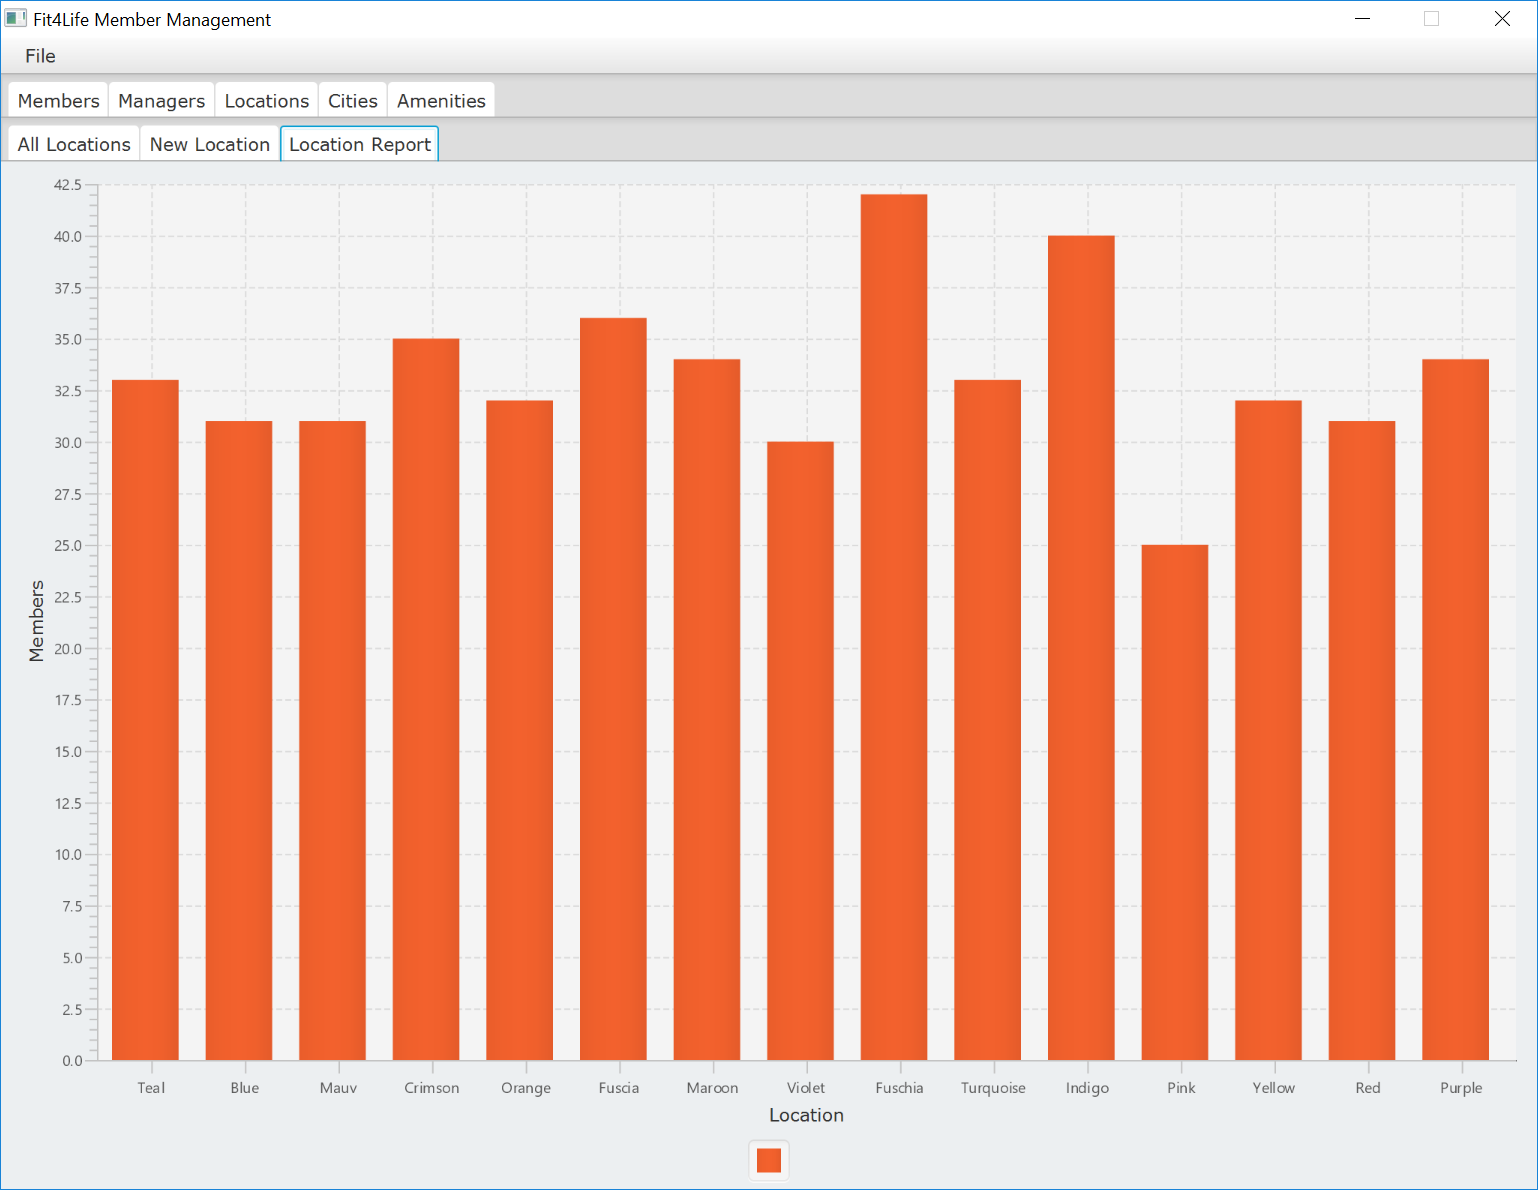 Fit4Life Member Management
File
Members Managers Locations Cities Amenities
All Locations New Location Location Report
42.5
40.0
37.5
35.0
32.5
30.0
27.5
25.0
22.5
20.0
17.5
15.0
12.5
10.0
7.5
5.0
2.5
0.0
Members
Teal Blue Mauv Crimson Orange Fuscia Maroon Violet Fuschia Turquoise Indigo Pink Yellow Red Purple
Location